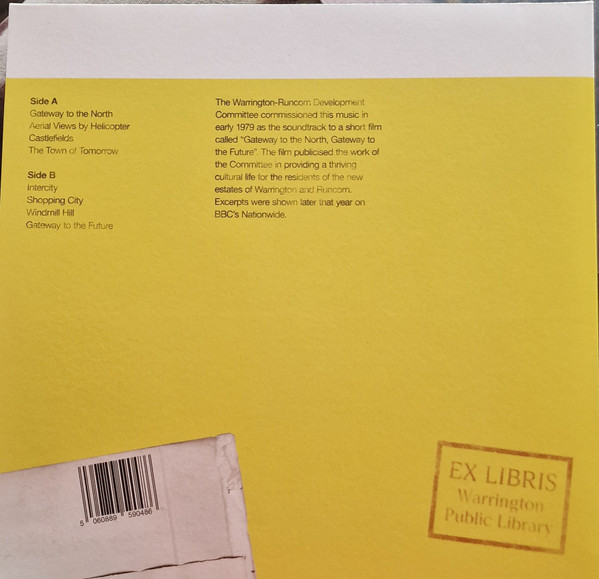 Side A
Gateway to the North
Aerial Views by Helicopter
Castlefields
The Town of Tomorrow
Side B
Intercity
Shopping City
Windmill Hill
Gateway to the Future
The Warrington-Runcorn Development
Committee commissioned this music in
early 1979 as the soundtrack to a short film
called "Gateway to the North, Gateway to
the Future". The film publicised the work of
the Committee in providing a thriving
cultural life for the residents of the new
estates of Warrington and Runcorn.
Excerpts were shown later that year on
BBC's Nationwide.
5 060889 590486
EX LIBRIS
Warrington
Public Library